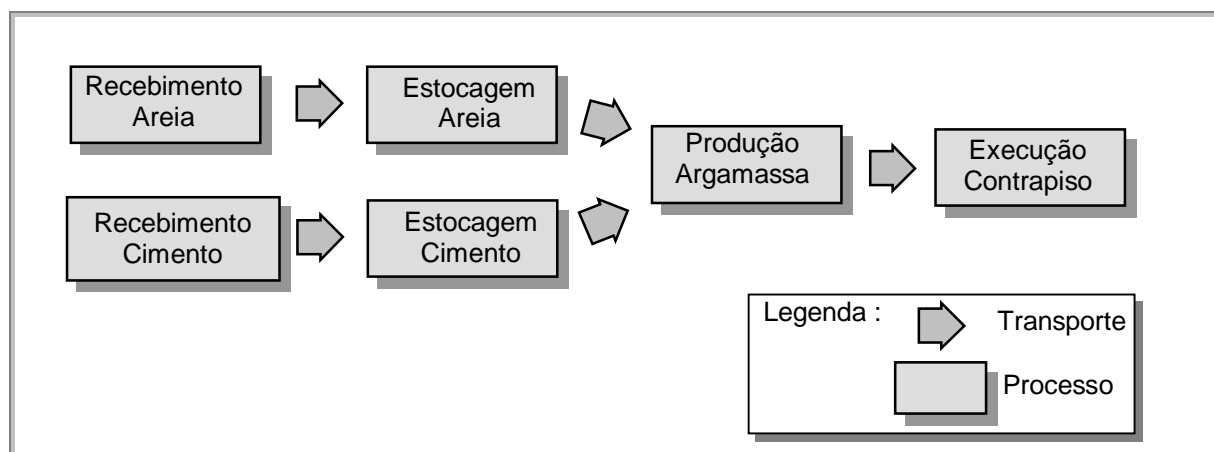 Recebimento
Areia
Estocagem
Areia
Produção
Argamassa
Execução
Contrapiso
Recebimento
Cimento
Estocagem
Cimento
Legenda :
Transporte
Processo